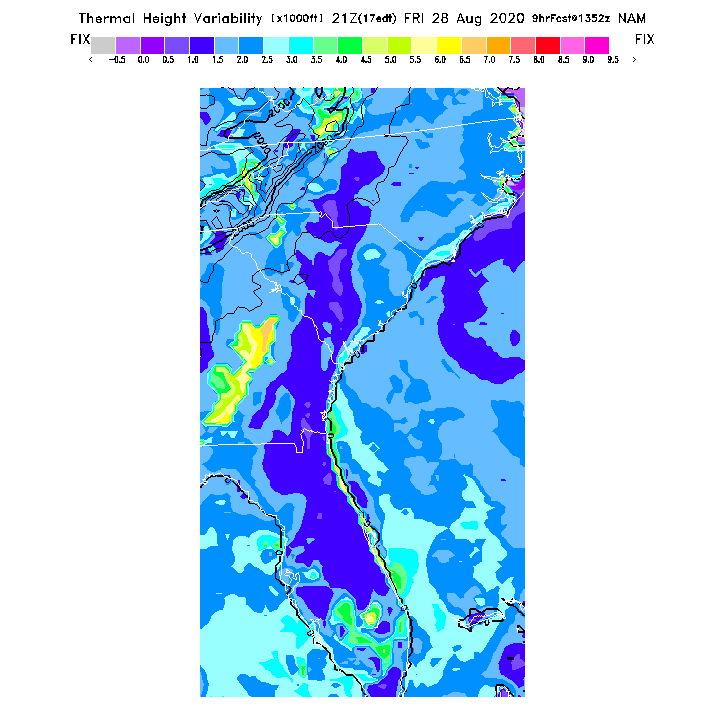 Thermal Height Variability [x1000ft] 21Z(17edt) FRI 28 Aug 2020 9hrFcst@1352z NAM
FIX FIX
< -0.5 0.0 0.5 1.0 1.5 2.0 2.5 3.0 3.5 4.0 4.5 5.0 5.5 6.0 6.5 7.0 7.5 8.0 8.5 9.0 9.5 >
2000